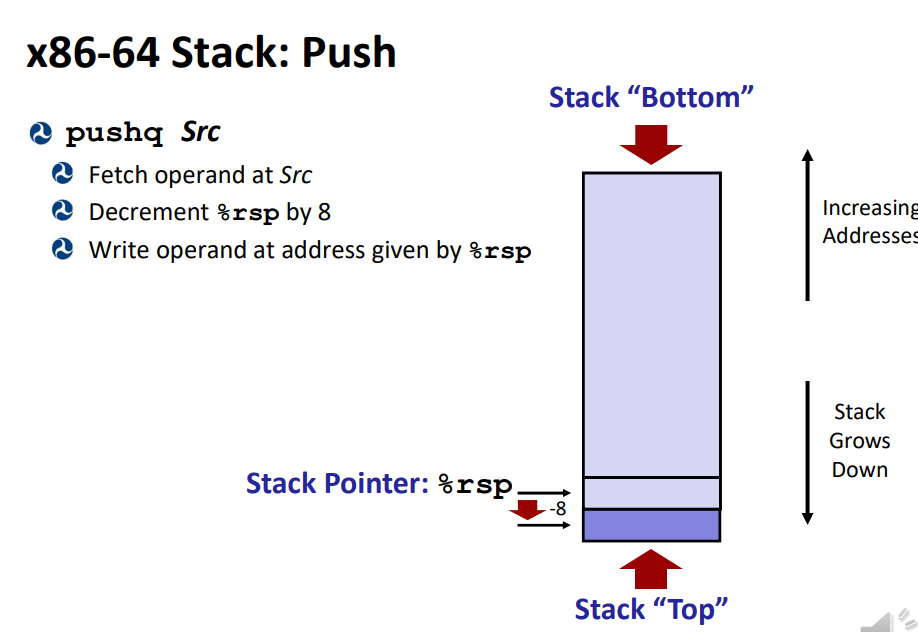 x86-64 Stack: Push
Stack “Bottom”
pushq Src
Fetch operand at Src
Decrement %rsp by 8
Write operand at address given by %rsp
Increasing
Addresses
Stack
Grows
Down
Stack Pointer: %rsp
-8
Stack “Top”